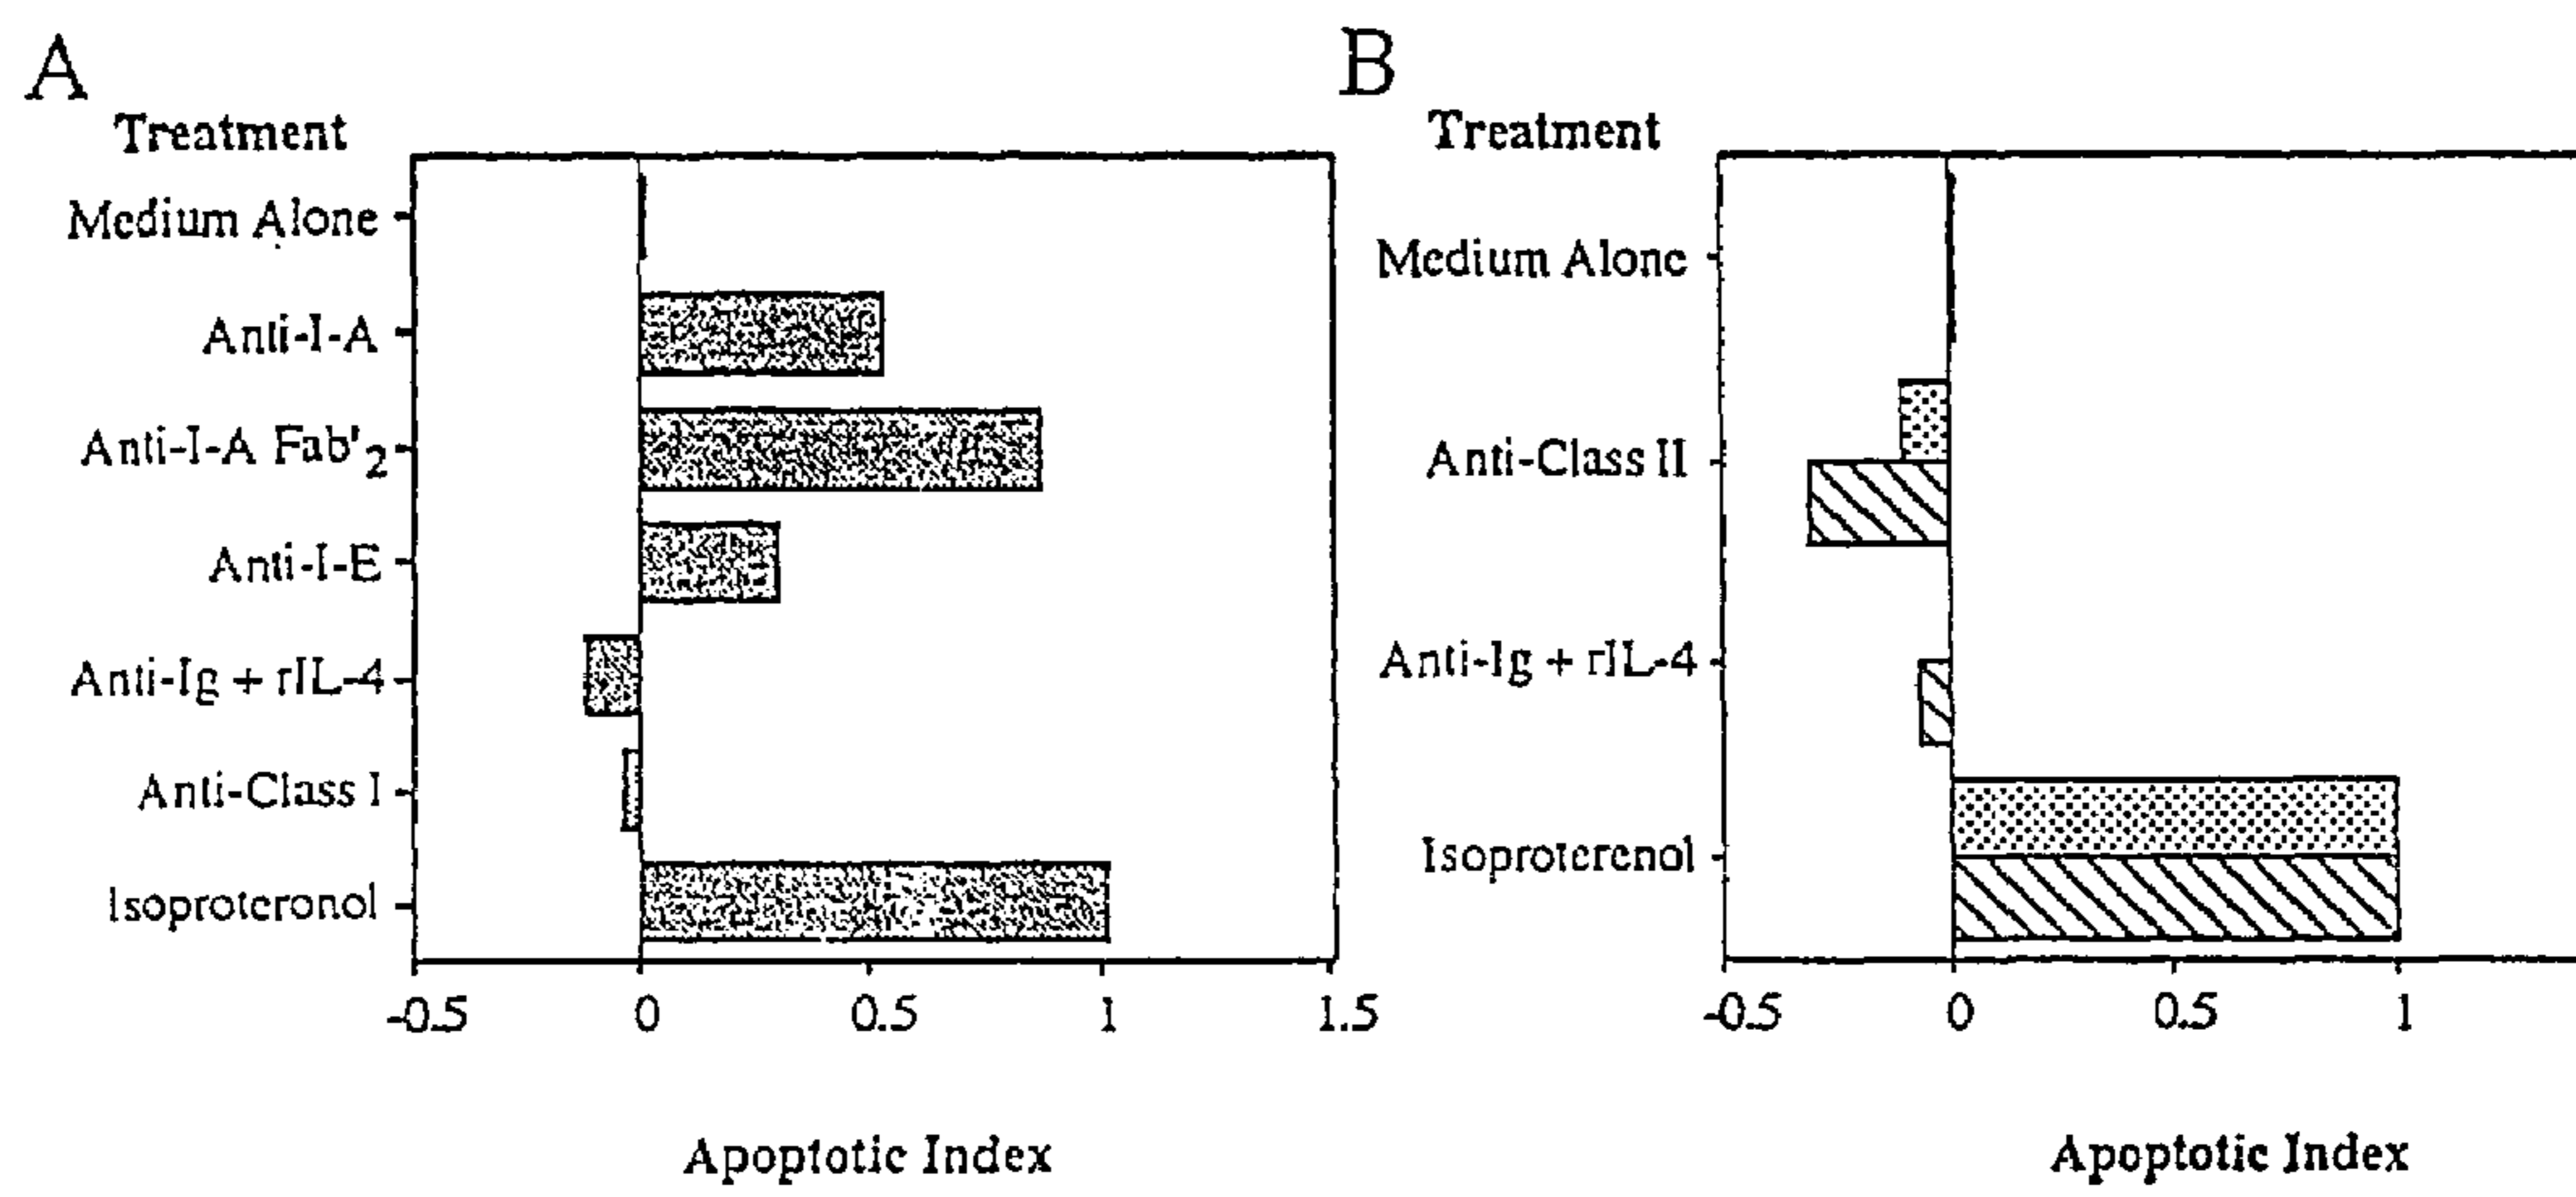 A
Treatment
Medium Alone
Anti-I-A
Anti-I-A Fab'2
Anti-I-E
Anti-Ig + rIL-4
Anti-Class I
Isoproteronol
-0.5 0 0.5 1 1.5
Apoptotic Index
B
Treatment
Medium Alone
Anti-Class II
Anti-Ig + rIL-4
Isoproterenol
-0.5 0 0.5 1
Apoptotic Index